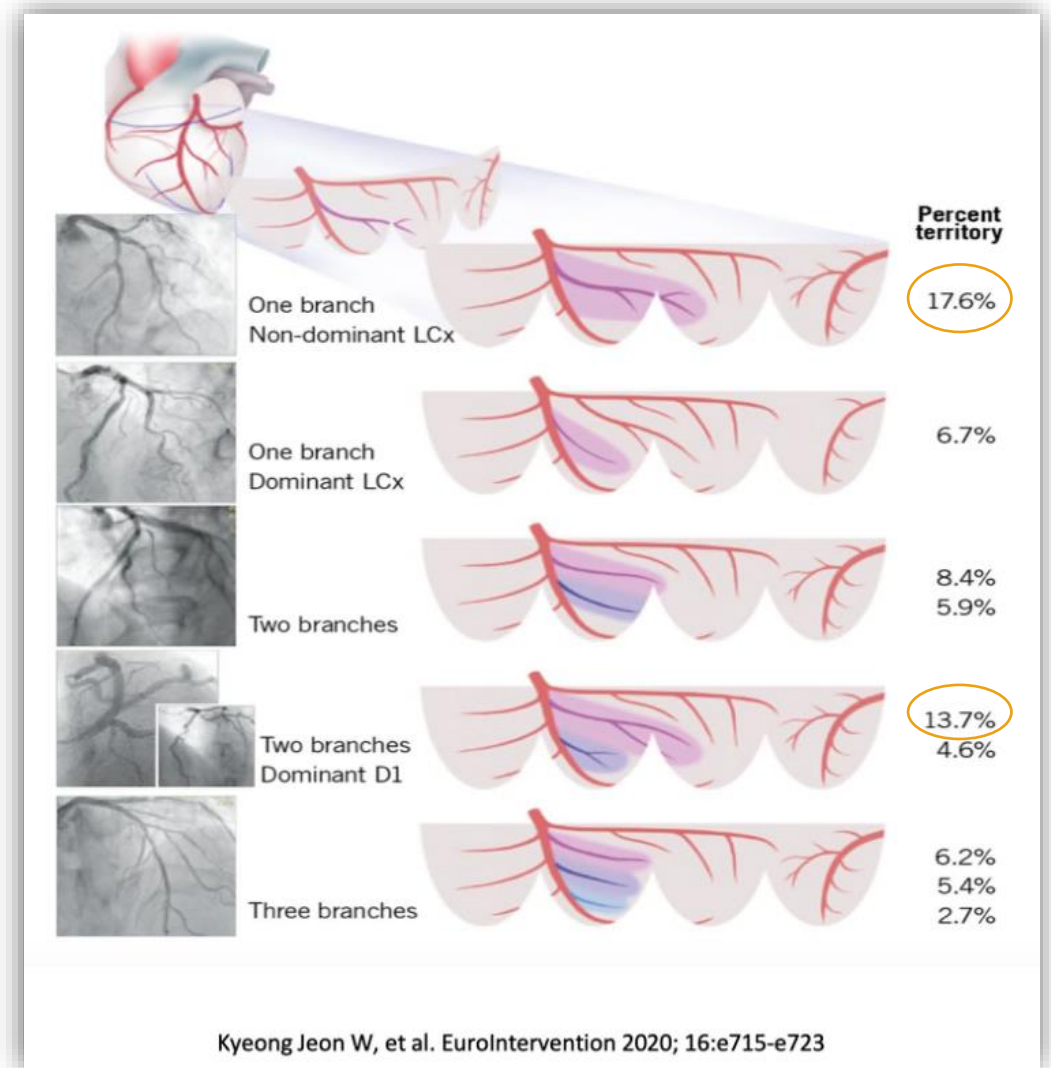 Percent
territory
One branch
Non-dominant LCx
17.6%
One branch
Dominant LCx
6.7%
Two branches
8.4%
5.9%
Two branches
Dominant D1
13.7%
4.6%
Three branches
6.2%
5.4%
2.7%
Kyeong Jeon W, et al. EuroIntervention 2020; 16:e715-e723